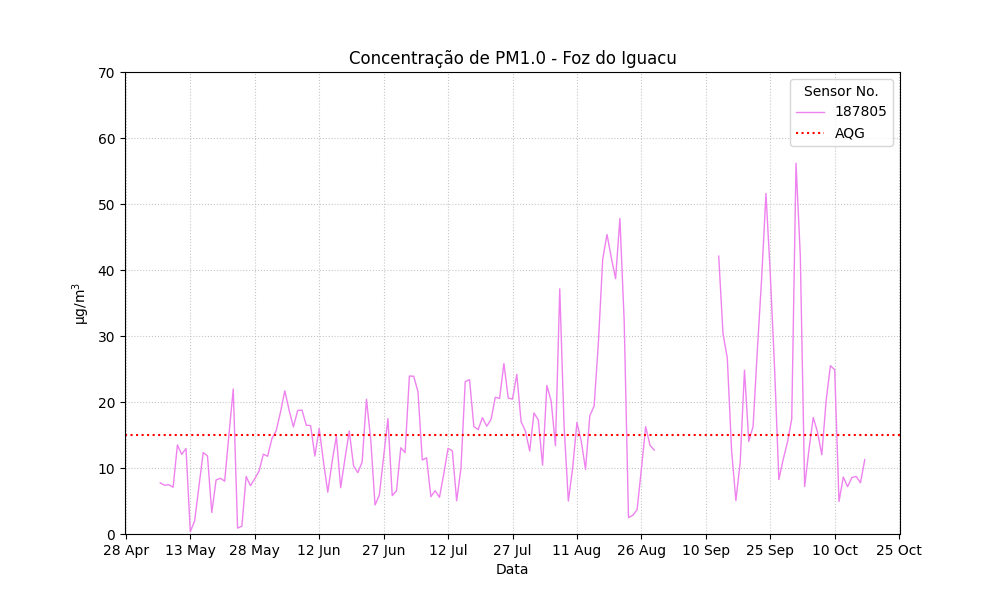 Concentração de PM1.0 - Foz do Iguacu
Sensor No.
187805
AQG
µg/m³
70
60
50
40
30
20
10
0
28 Apr
13 May
28 May
12 Jun
27 Jun
12 Jul
27 Jul
11 Aug
26 Aug
10 Sep
25 Sep
10 Oct
25 Oct
Data